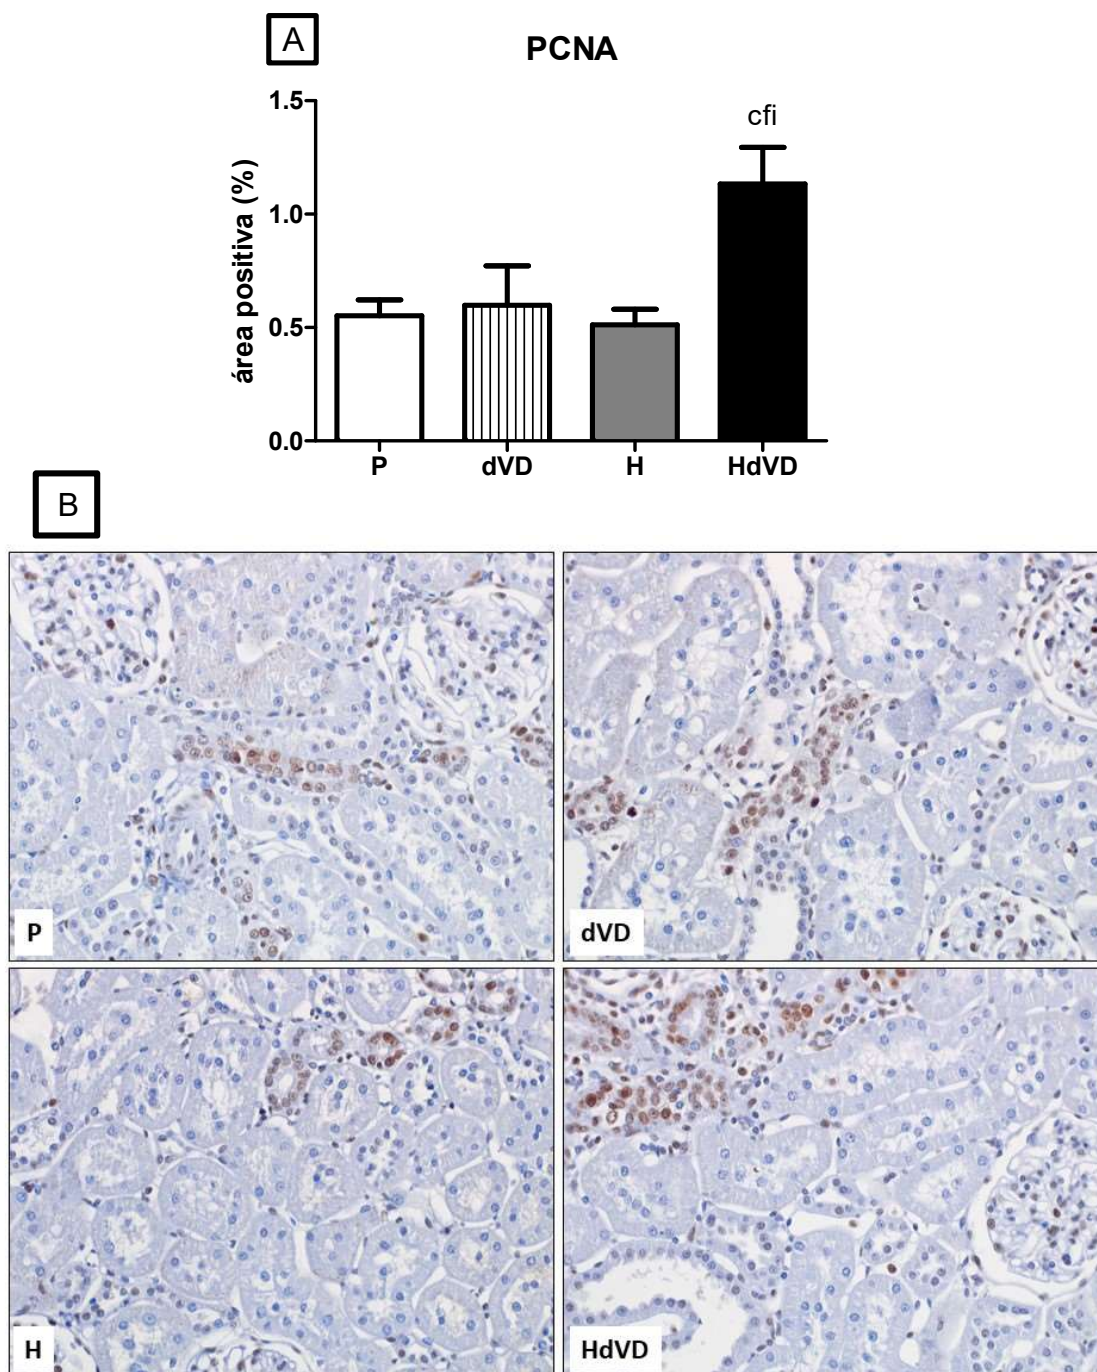 A
PCNA
área positiva (%)
1.5
1.0
0.5
0.0
cfi
P
dVD
H
HdVD
B
P
dVD
H
HdVD